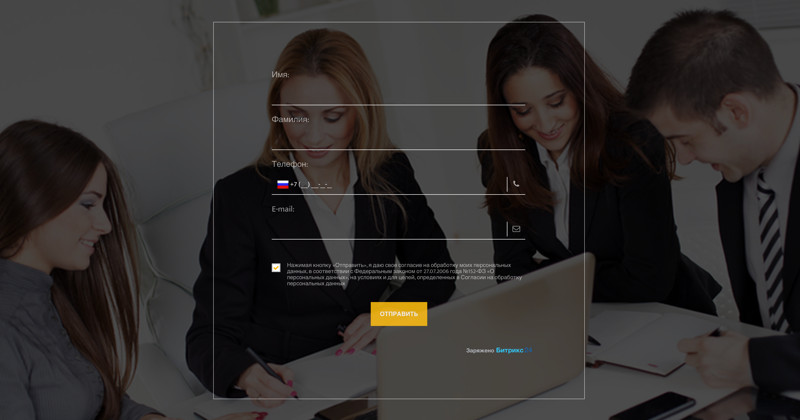 Имя:
Фамилия:
Телефон:
+7 (__) __-_-_
E-mail:
Нажимая кнопку «Отправить», я даю свое согласие на обработку моих персональных
данных, в соответствии с Федеральным законом от 27.07.2006 года №152-ФЗ «О
персональных данных», на условиях и для целей, определенных в Согласии на обработку
персональных данных
ОТПРАВИТЬ
Заряжено Битрикс24